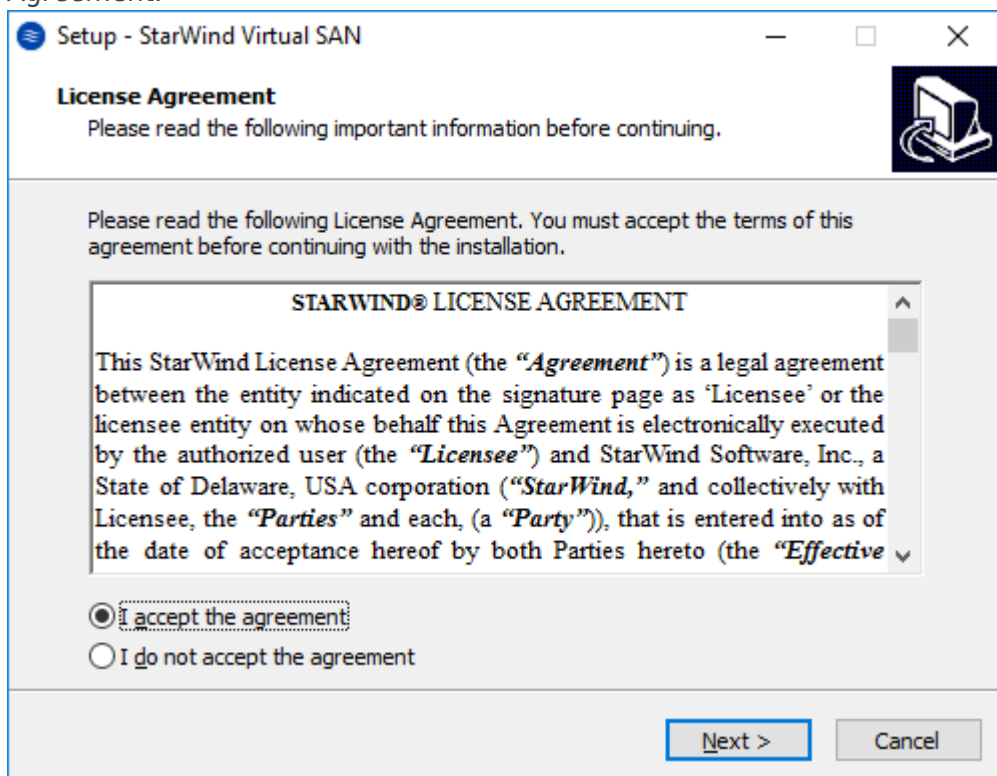 Agreement.
Setup - StarWind Virtual SAN
License Agreement
Please read the following important information before continuing.
Please read the following License Agreement. You must accept the terms of this
agreement before continuing with the installation.
STARWIND® LICENSE AGREEMENT
This StarWind License Agreement (the “Agreement”) is a legal agreement
between the entity indicated on the signature page as ‘Licensee’ or the
licensee entity on whose behalf this Agreement is electronically executed
by the authorized user (the “Licensee”) and StarWind Software, Inc., a
State of Delaware, USA corporation (“StarWind,” and collectively with
Licensee, the “Parties” and each, (a “Party”)), that is entered into as of
the date of acceptance hereof by both Parties hereto (the “Effective
I accept the agreement
I do not accept the agreement
Next >
Cancel